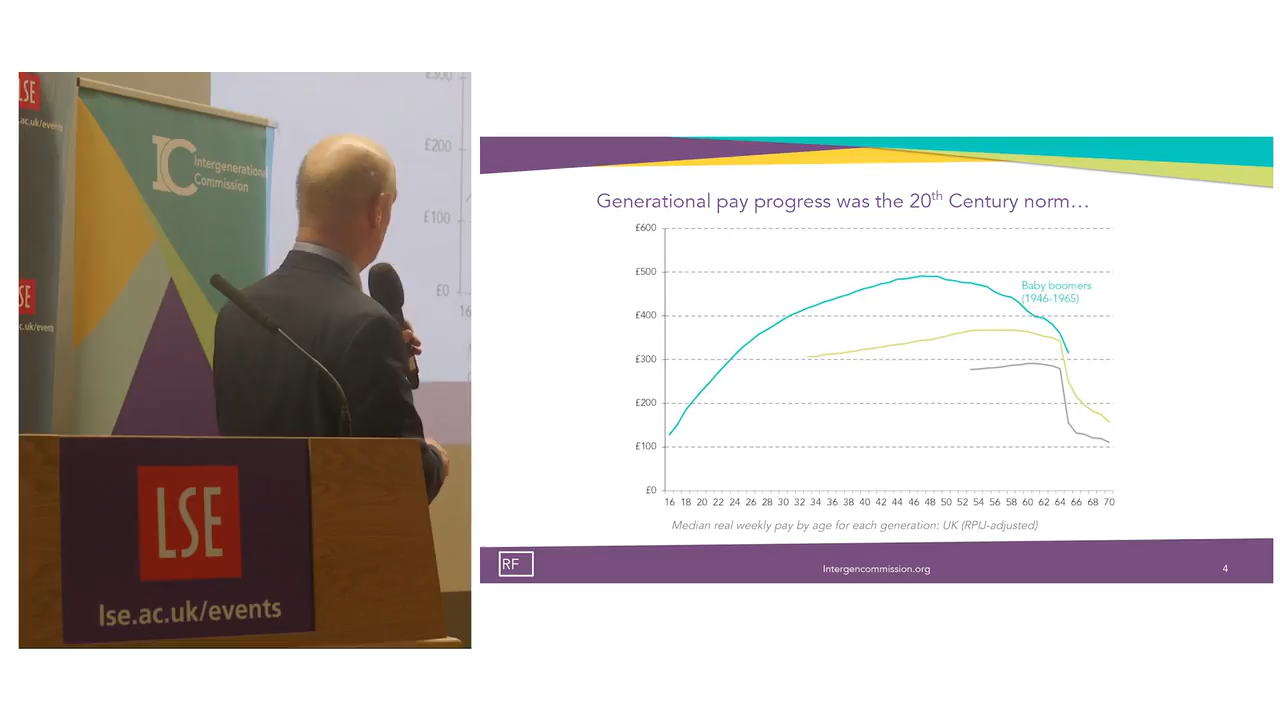 LSE
.ac.uk/events
IC Intergenerational
Commission
£300
£200
£100
£0
16
SE
c.uk/events
LSE
lse.ac.uk/events
Generational pay progress was the 20th Century norm…
£600
£500
£400
£300
£200
£100
£0
Baby boomers
(1946-1965)
16 18 20 22 24 26 28 30 32 34 36 38 40 42 44 46 48 50 52 54 56 58 60 62 64 66 68 70
Median real weekly pay by age for each generation: UK (RPIJ-adjusted)
RF
Intergencommission.org
4